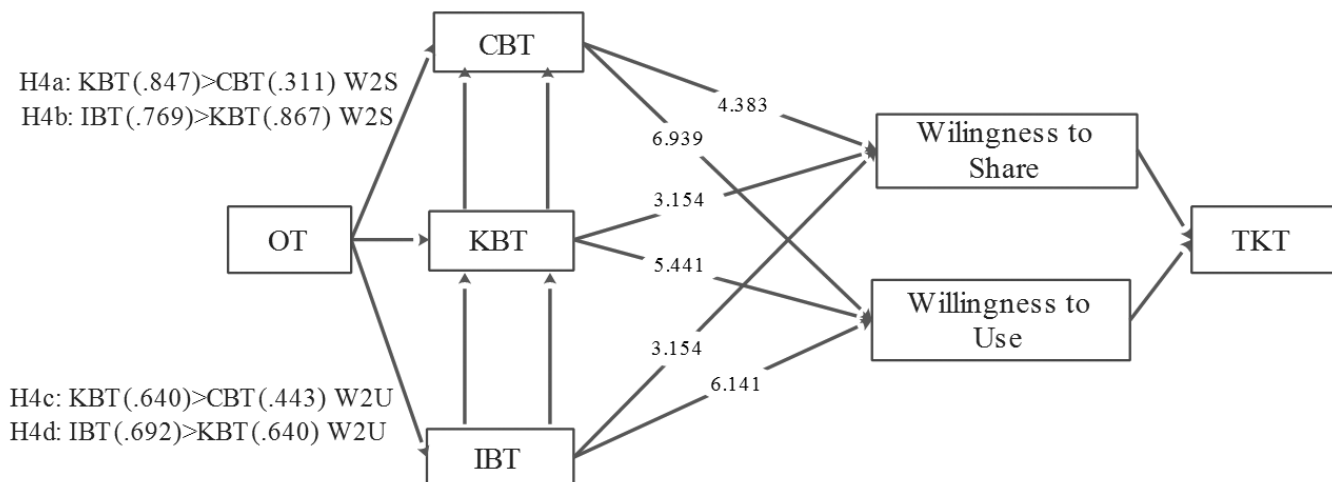 CBT
H4a: KBT(.847)>CBT(.311) W2S
H4b: IBT(.769)>KBT(.867) W2S
4.383
6.939
Wilingness to
Share
3.154
OT
KBT
TKT
5.441
Willingness to
Use
3.154
6.141
H4c: KBT(.640)>CBT(.443) W2U
H4d: IBT(.692)>KBT(.640) W2U
IBT